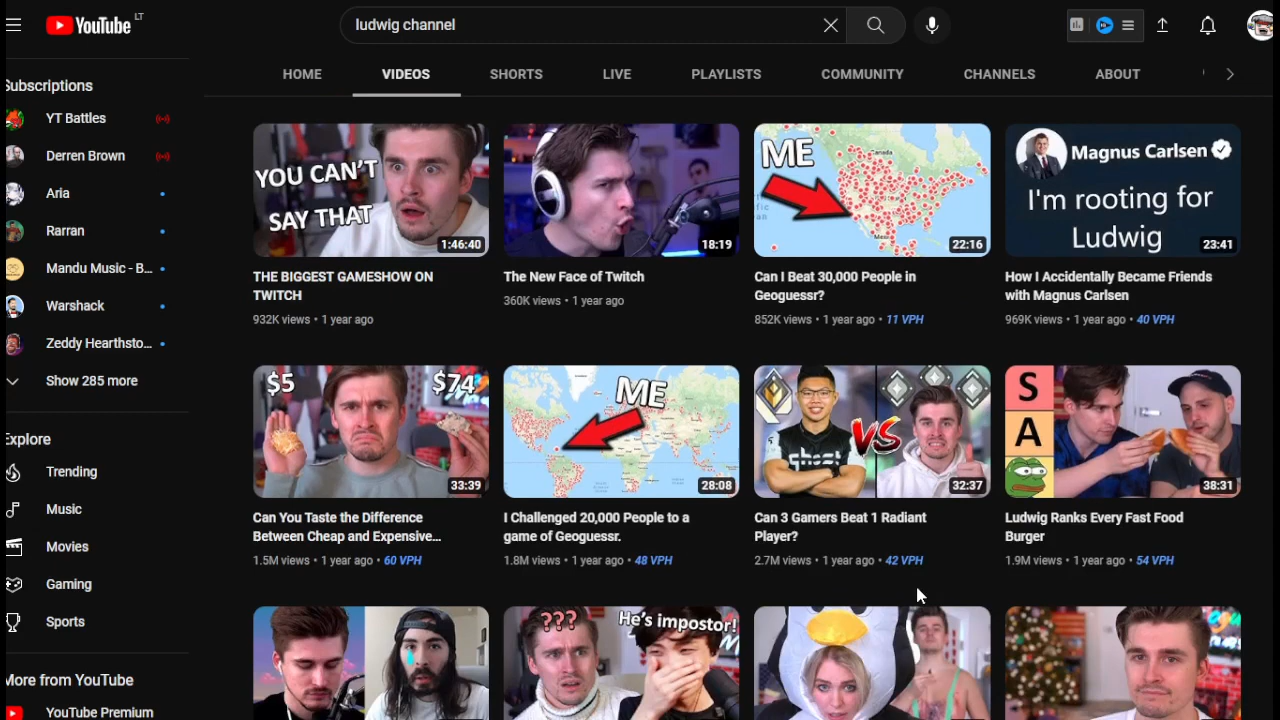 YouTube LT
ludwig channel
HOME VIDEOS SHORTS LIVE PLAYLISTS COMMUNITY CHANNELS ABOUT
Subscriptions
YT Battles
Derren Brown
Aria
Rarran
Mandu Music - B...
Warshack
Zeddy Hearthsto...
Show 285 more
Explore
Trending
Music
Movies
Gaming
Sports
More from YouTube
YouTube Premium
YOU CAN'T
SAY THAT
1:46:40
THE BIGGEST GAMESHOW ON
TWITCH
932K views • 1 year ago
18:19
The New Face of Twitch
360K views • 1 year ago
ME
Canada
22:16
Can I Beat 30,000 People in
Geoguessr?
852K views • 1 year ago • 11 VPH
Magnus Carlsen
I'm rooting for
Ludwig
23:41
How I Accidentally Became Friends
with Magnus Carlsen
969K views • 1 year ago • 40 VPH
$5 $74
33:39
Can You Taste the Difference
Between Cheap and Expensive...
1.5M views • 1 year ago • 60 VPH
ME
28:08
I Challenged 20,000 People to a
game of Geoguessr.
1.8M views • 1 year ago • 48 VPH
VS
ghost
32:37
Can 3 Gamers Beat 1 Radiant
Player?
2.7M views • 1 year ago • 42 VPH
S
A
38:31
Ludwig Ranks Every Fast Food
Burger
1.9M views • 1 year ago • 54 VPH
???
He's impostor!